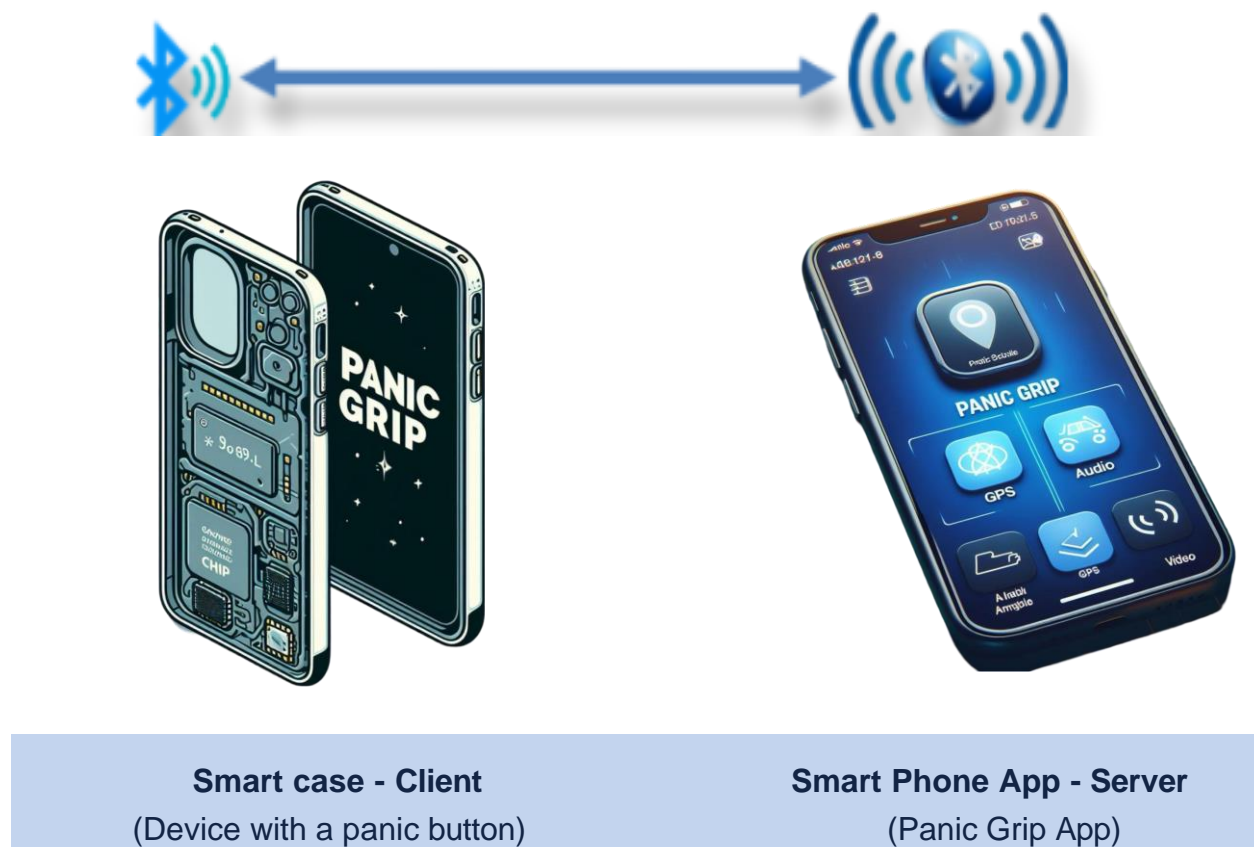 PANIC
GRIP
CHIP
PANIC GRIP
GPS
Audio
GPS
Video
Smart case - Client
(Device with a panic button)
Smart Phone App - Server
(Panic Grip App)